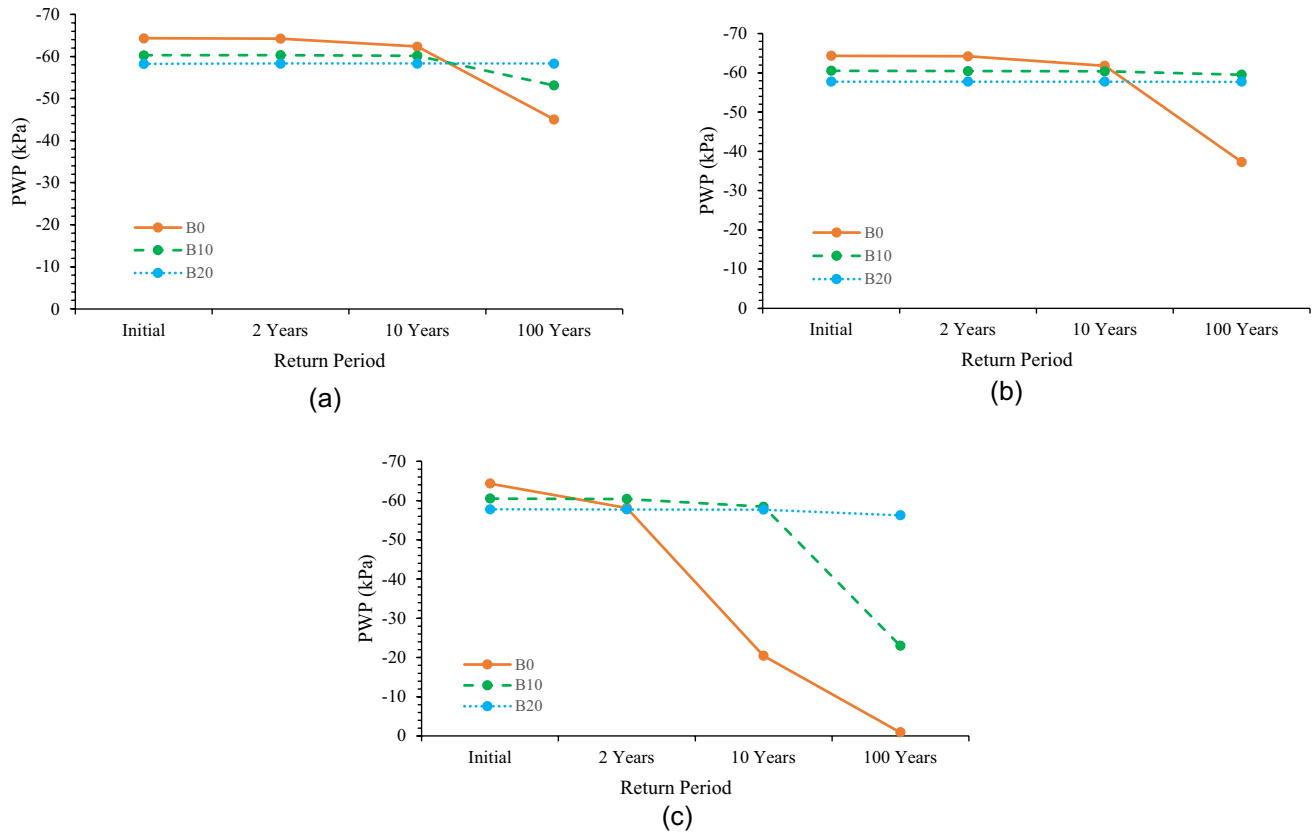 -70
-60
-50
-40
-30
-20
-10
0
PWP (kPa)
B0
B10
B20
Initial 2 Years 10 Years 100 Years
Return Period
(a)
-70
-60
-50
-40
-30
-20
-10
0
PWP (kPa)
B0
B10
B20
Initial 2 Years 10 Years 100 Years
Return Period
(b)
-70
-60
-50
-40
-30
-20
-10
0
PWP (kPa)
B0
B10
B20
Initial 2 Years 10 Years 100 Years
Return Period
(c)